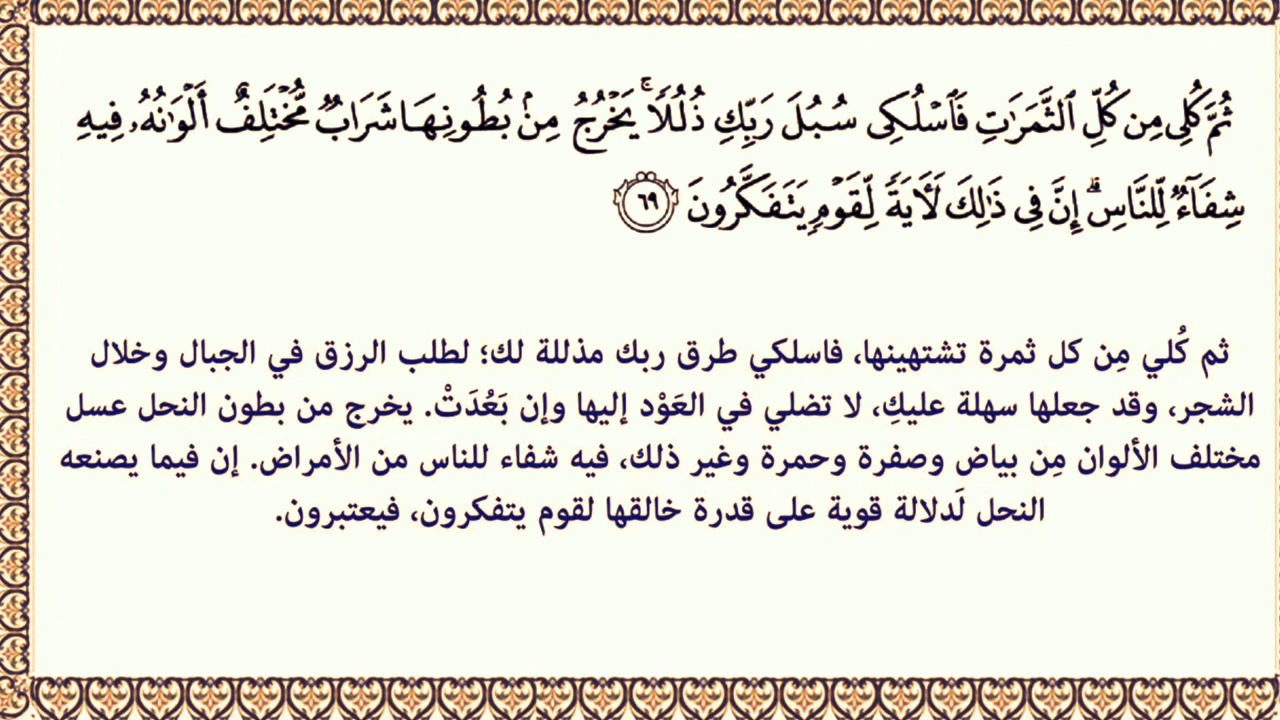 ثُمَّ كُلِى مِن كُلِّ ٱلثَّمَرَٰتِ فَٱسْلُكِى سُبُلَ رَبِّكِ ذُلُلًا ۚ يَخْرُجُ مِنۢ بُطُونِهَا شَرَابٌ مُّخْتَلِفٌ أَلْوَٰنُهُۥ فِيهِ
شِفَآءٌ لِّلنَّاسِ ۗ إِنَّ فِى ذَٰلِكَ لَـَٔايَةً لِّقَوْمٍ يَتَفَكَّرُونَ ٦٩
ثم كُلي مِن كل ثمرة تشتهينها، فاسلكي طرق ربك مذللة لك؛ لطلب الرزق في الجبال وخلال
الشجر، وقد جعلها سهلة عليكِ، لا تضلي في العَوْد إليها وإن بَعُدَتْ. يخرج من بطون النحل عسل
مختلف الألوان مِن بياض وصفرة وحمرة وغير ذلك، فيه شفاء للناس من الأمراض. إن فيما يصنعه
النحل لَدلالة قوية على قدرة خالقها لقوم يتفكرون، فيعتبرون.